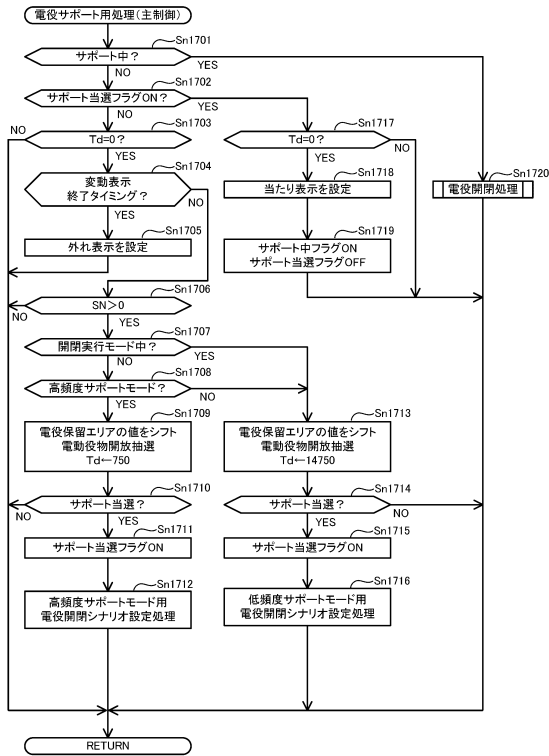 電役サポート用処理(主制御)
Sn1701
サポート中？
YES
NO
Sn1702
サポート当選フラグON？
YES
NO
Sn1703
NO
Td=0？
YES
Sn1717
Td=0？
NO
YES
Sn1704
変動表示
終了タイミング？
NO
YES
Sn1718
当たり表示を設定
Sn1720
電役開閉処理
Sn1705
外れ表示を設定
Sn1719
サポート中フラグON
サポート当選フラグOFF
Sn1706
SN＞0
NO
YES
Sn1707
開閉実行モード中？
YES
NO
Sn1708
高頻度サポートモード？
NO
YES
Sn1709
電役保留エリアの値をシフト
電動役物開放抽選
Td←750
Sn1713
電役保留エリアの値をシフト
電動役物開放抽選
Td←14750
Sn1710
サポート当選？
NO
YES
Sn1714
サポート当選？
NO
YES
Sn1711
サポート当選フラグON
Sn1715
サポート当選フラグON
Sn1712
高頻度サポートモード用
電役開閉シナリオ設定処理
Sn1716
低頻度サポートモード用
電役開閉シナリオ設定処理
RETURN